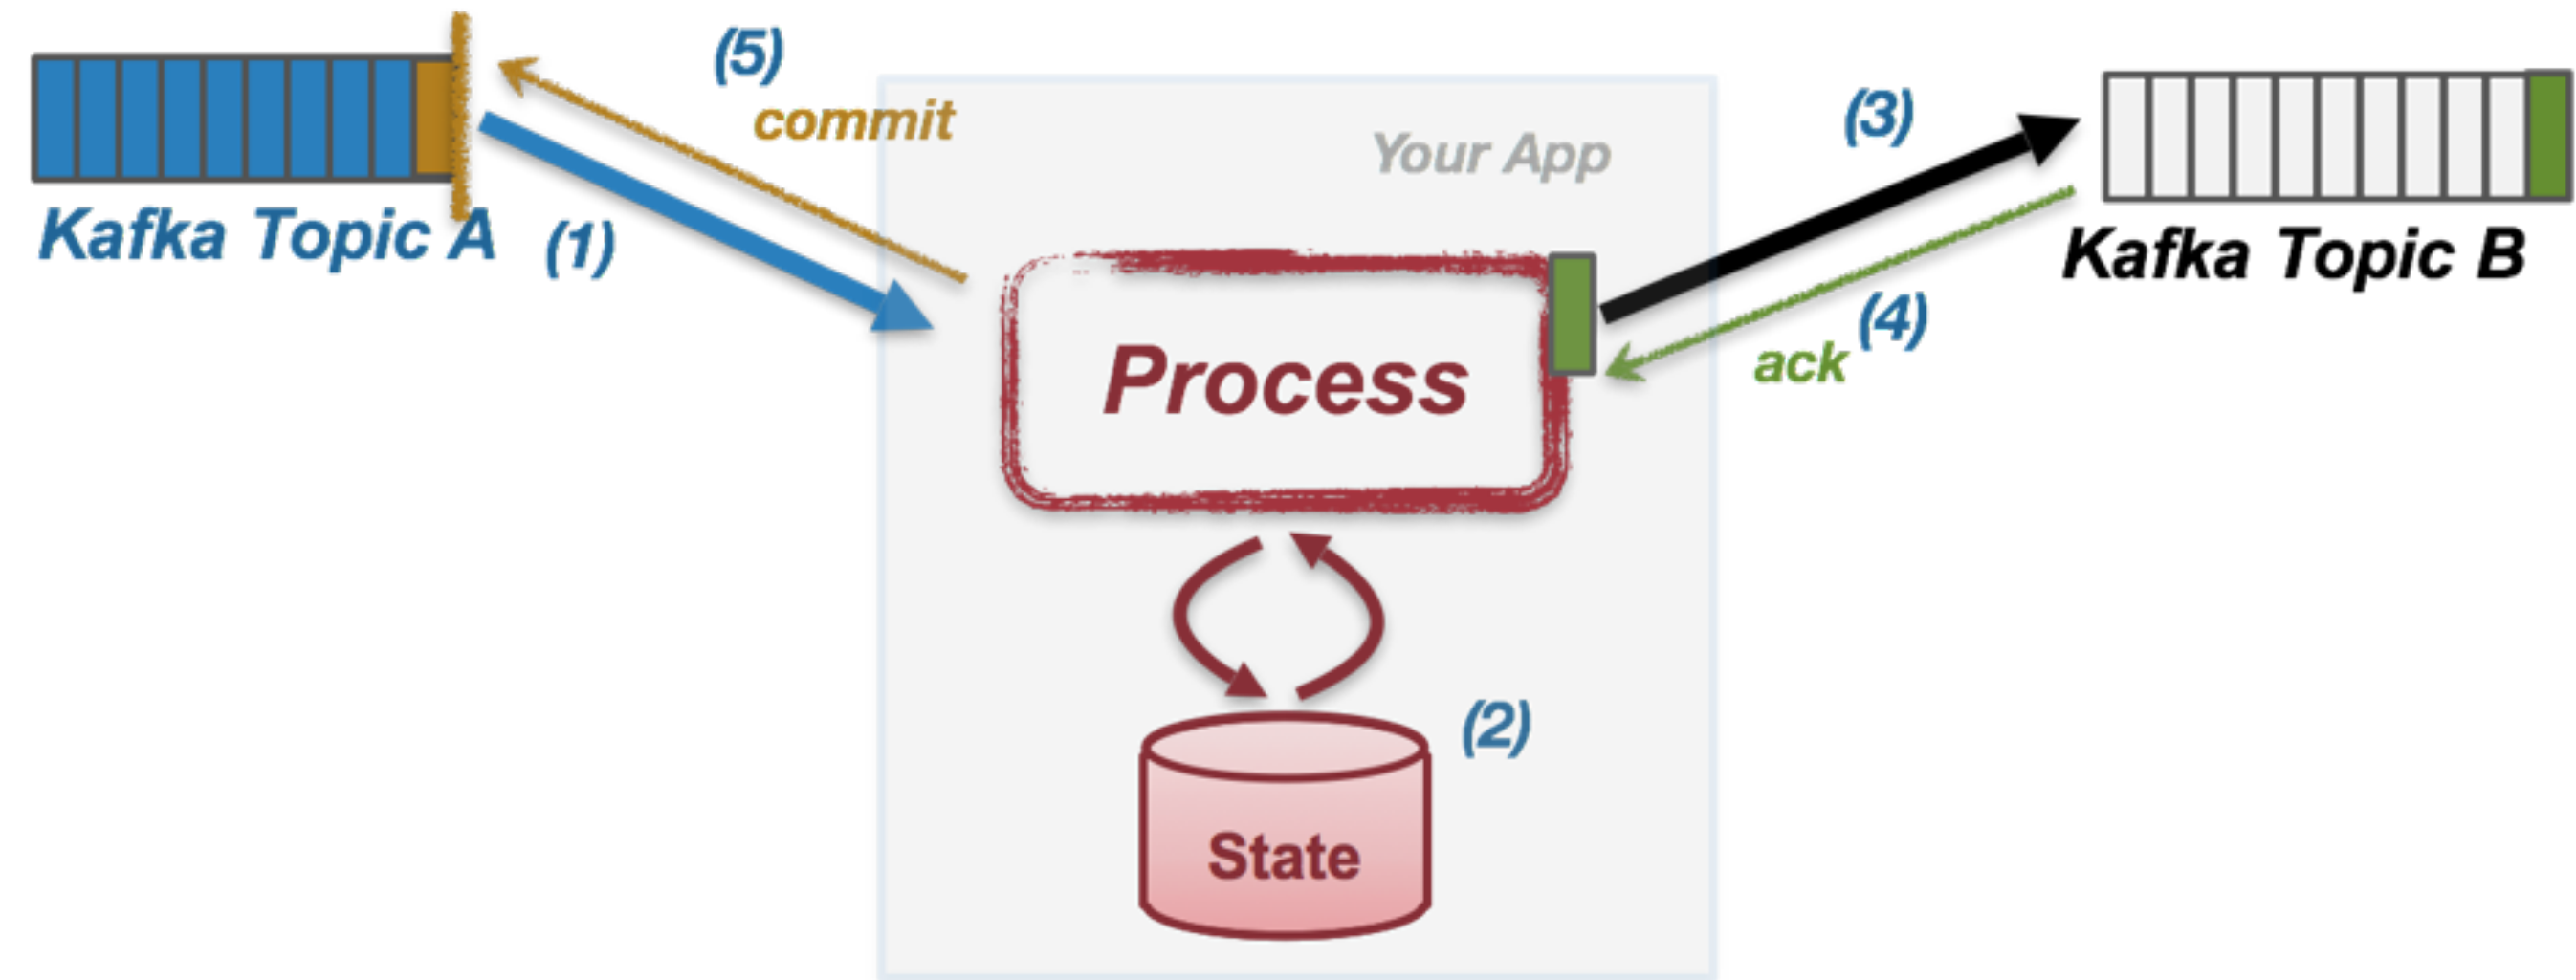 (5)
commit
Your App
(3)
Kafka Topic A
(1)
Kafka Topic B
(4)
ack
Process
(2)
State